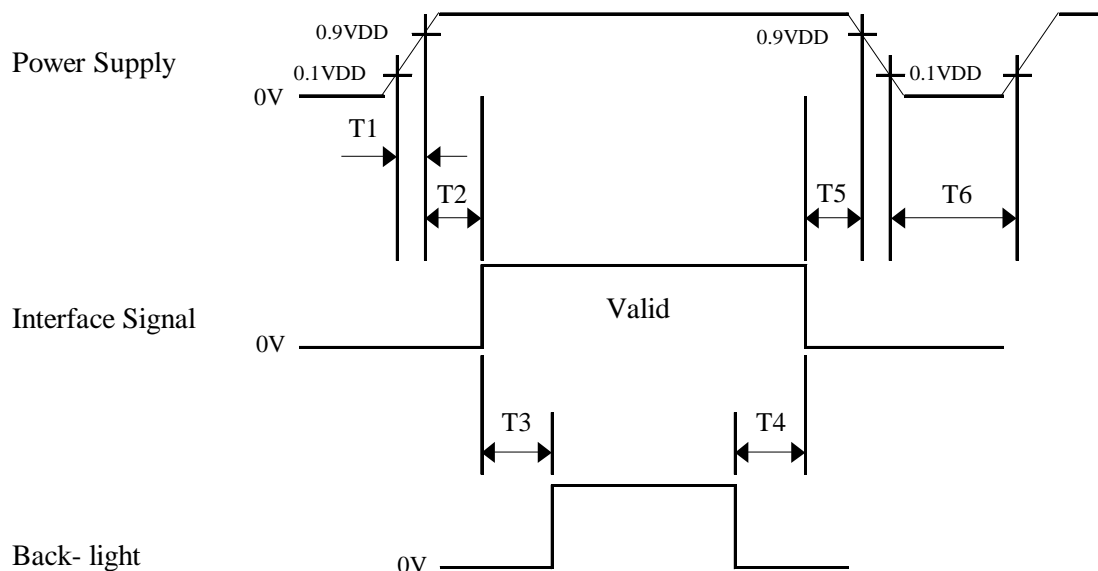 0.9VDD 0.9VDD
Power Supply
0.1VDD 0.1VDD
0V
T1
T2 T5 T6
Interface Signal
Valid
0V
T3 T4
Back- light
0V